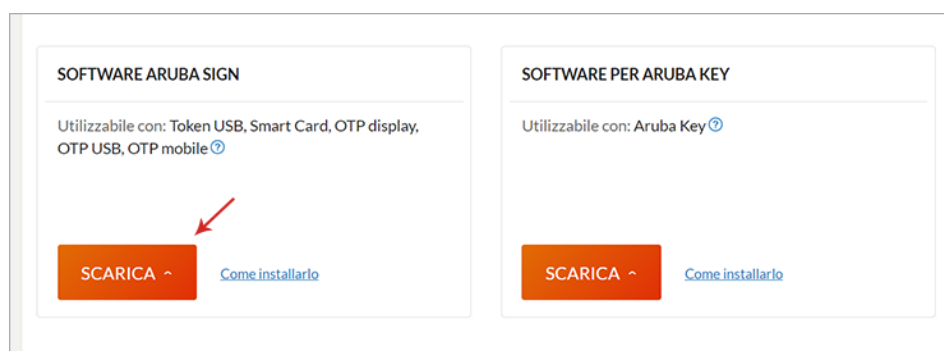 SOFTWARE ARUBA SIGN
Utilizzabile con: Token USB, Smart Card, OTP display,
OTP USB, OTP mobile ?
SCARICA
Come installarlo
SOFTWARE PER ARUBA KEY
Utilizzabile con: Aruba Key ?
SCARICA
Come installarlo